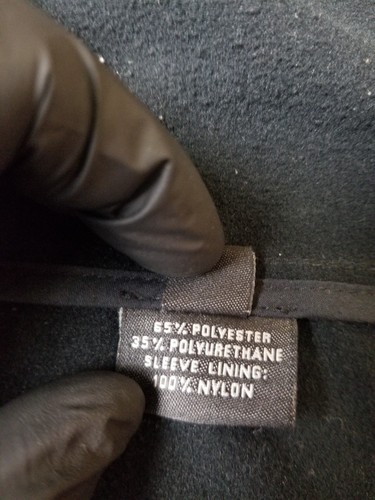 65% POLYESTER
35% POLYURETHANE
SLEEVE LINING:
100% NYLON